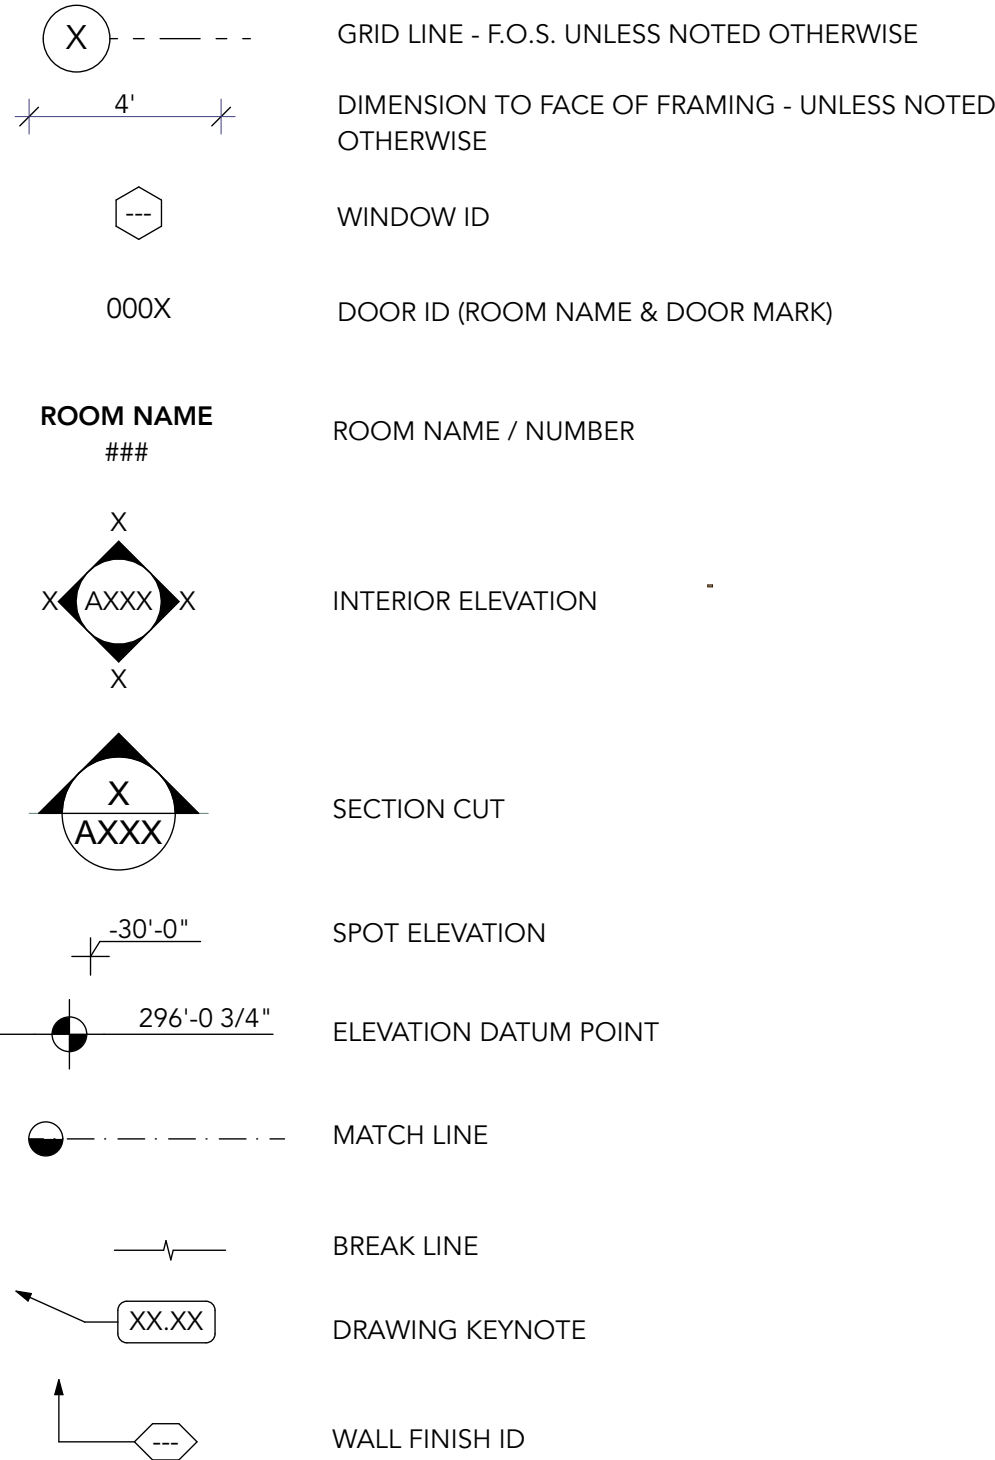 X
GRID LINE - F.O.S. UNLESS NOTED OTHERWISE
4'
DIMENSION TO FACE OF FRAMING - UNLESS NOTED
OTHERWISE
---
WINDOW ID
000X
DOOR ID (ROOM NAME & DOOR MARK)
ROOM NAME
###
ROOM NAME / NUMBER
X
X AXXX X
X
INTERIOR ELEVATION
X
AXXX
SECTION CUT
-30'-0"
SPOT ELEVATION
296'-0 3/4"
ELEVATION DATUM POINT
MATCH LINE
BREAK LINE
XX.XX
DRAWING KEYNOTE
---
WALL FINISH ID